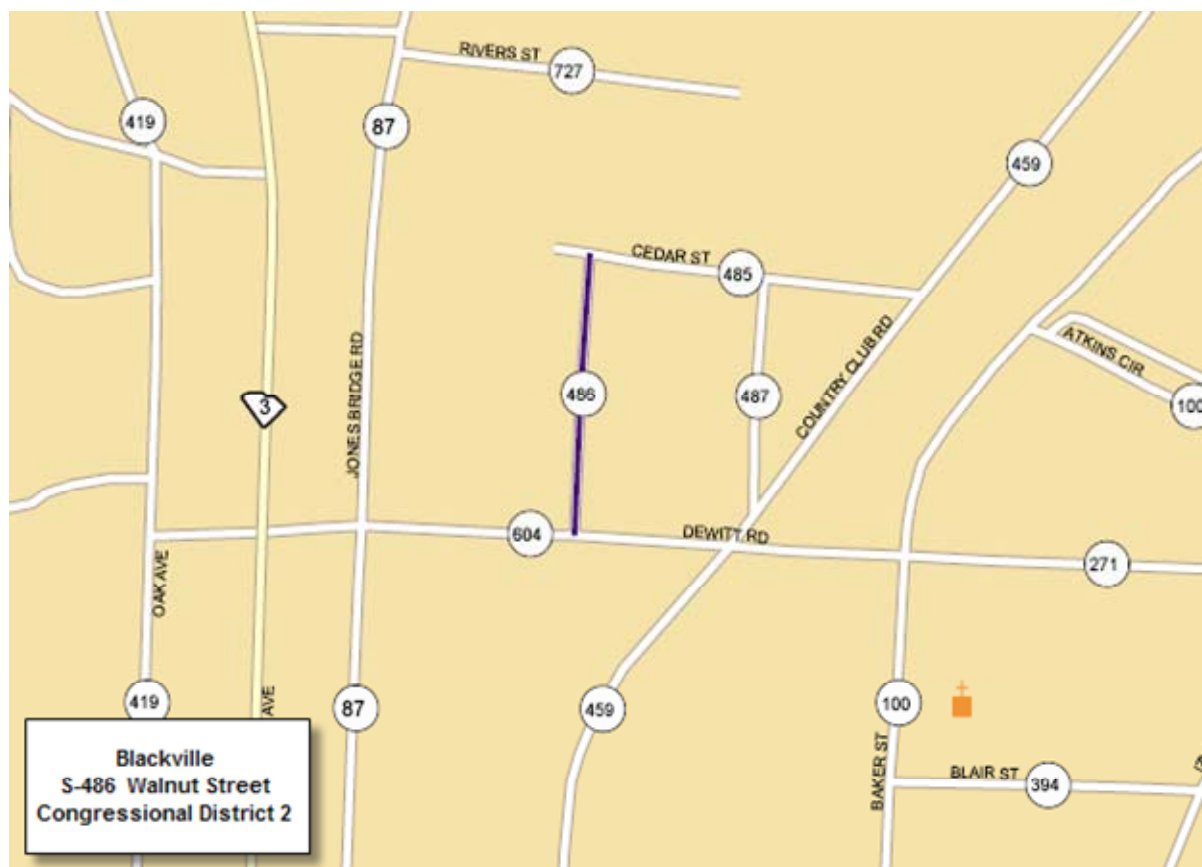 RIVERS ST
727
419
87
459
CEDAR ST
485
ATKINS CIR
100
3
JONES BRIDGE RD
486
487
COUNTRY CLUB RD
604
DEWITT RD
271
OAK AVE
AVE
419
87
459
100
BAKER ST
BLAIR ST
394
Blackville
S-486 Walnut Street
Congressional District 2